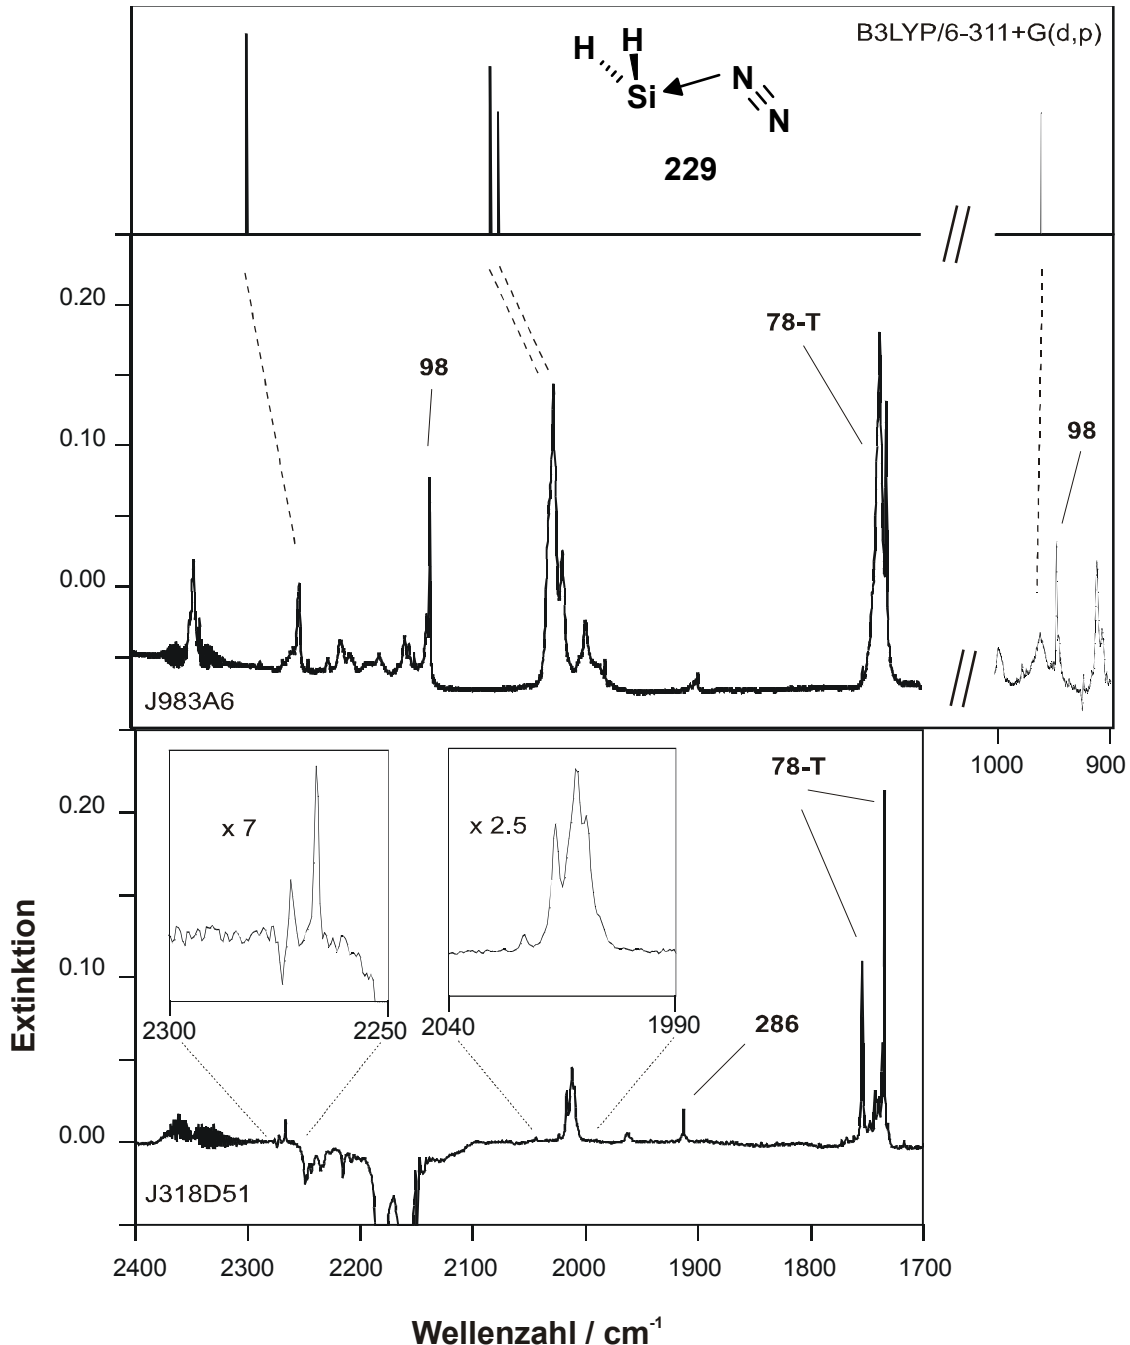 B3LYP/6-311+G(d,p)
H
H
Si
N
N
229
0.20
78-T
98
98
0.10
0.00
J983A6
1000
900
78-T
0.20
x 7
x 2.5
0.10
2300
2250
2040
1990
286
0.00
J318D51
2400
2300
2200
2100
2000
1900
1800
1700
Extinktion
Wellenzahl / cm-1